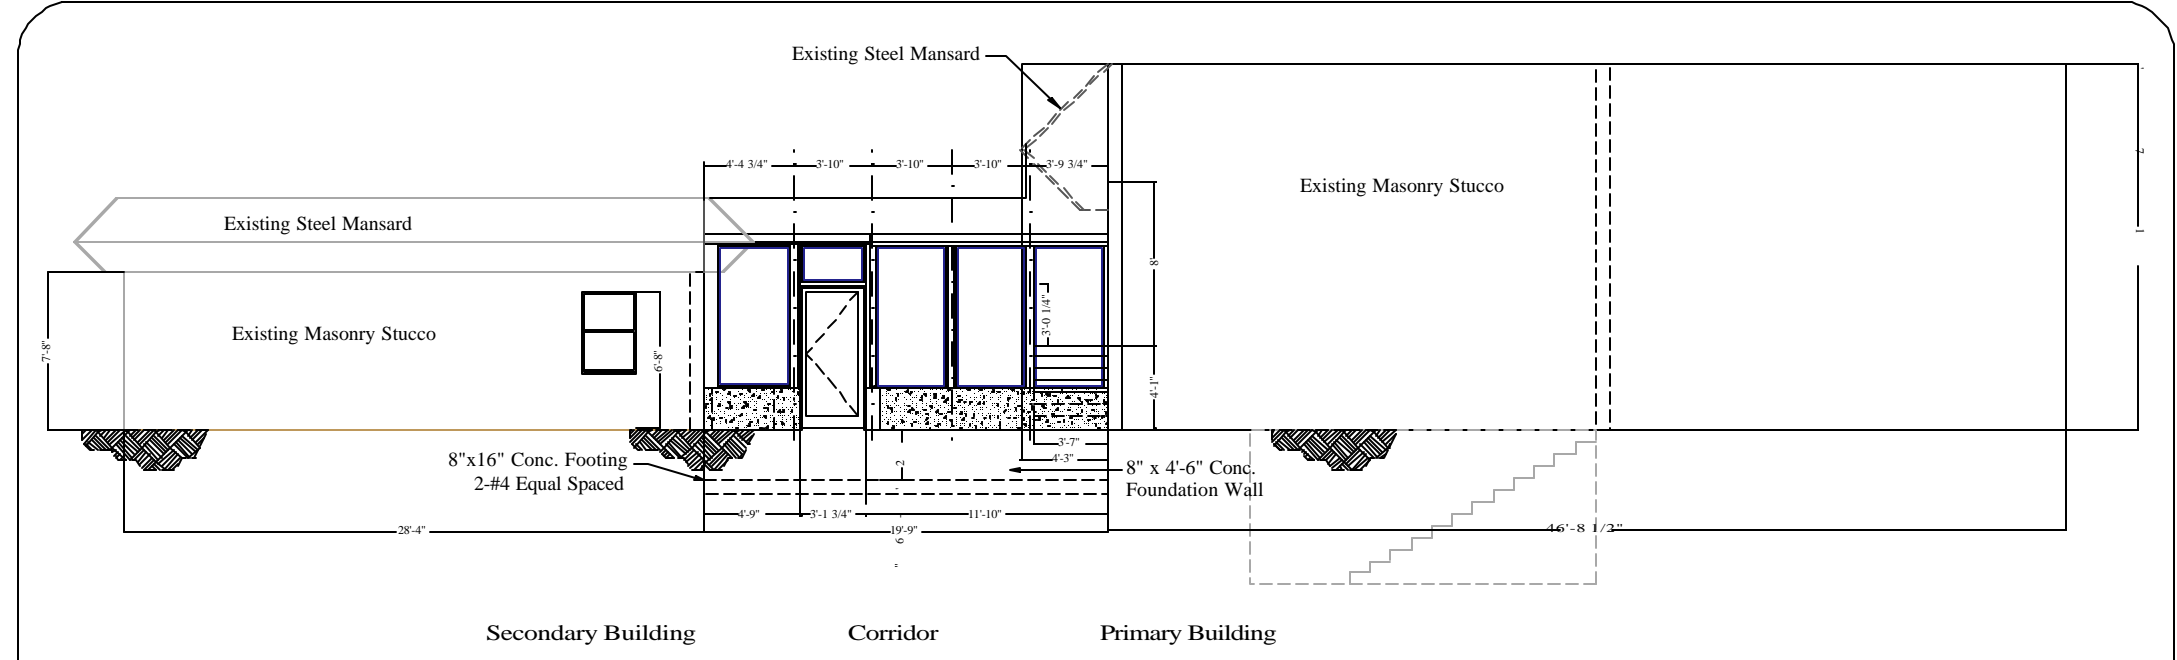 Existing Steel Mansard
4'-4 3/4" 3'-10" 3'-10" 3'-10" 3'-9 3/4"
Existing Masonry Stucco
Existing Steel Mansard
8'
3'-0 1/4"
Existing Masonry Stucco
7'-8"
6'-8"
4'-1"
3'-7"
4'-3"
8"x16" Conc. Footing
2-#4 Equal Spaced
8" x 4'-6" Conc.
Foundation Wall
4'-9" 3'-1 3/4" 11'-10"
28'-4" 19'-9" 46'-8 1/2"
Secondary Building Corridor Primary Building